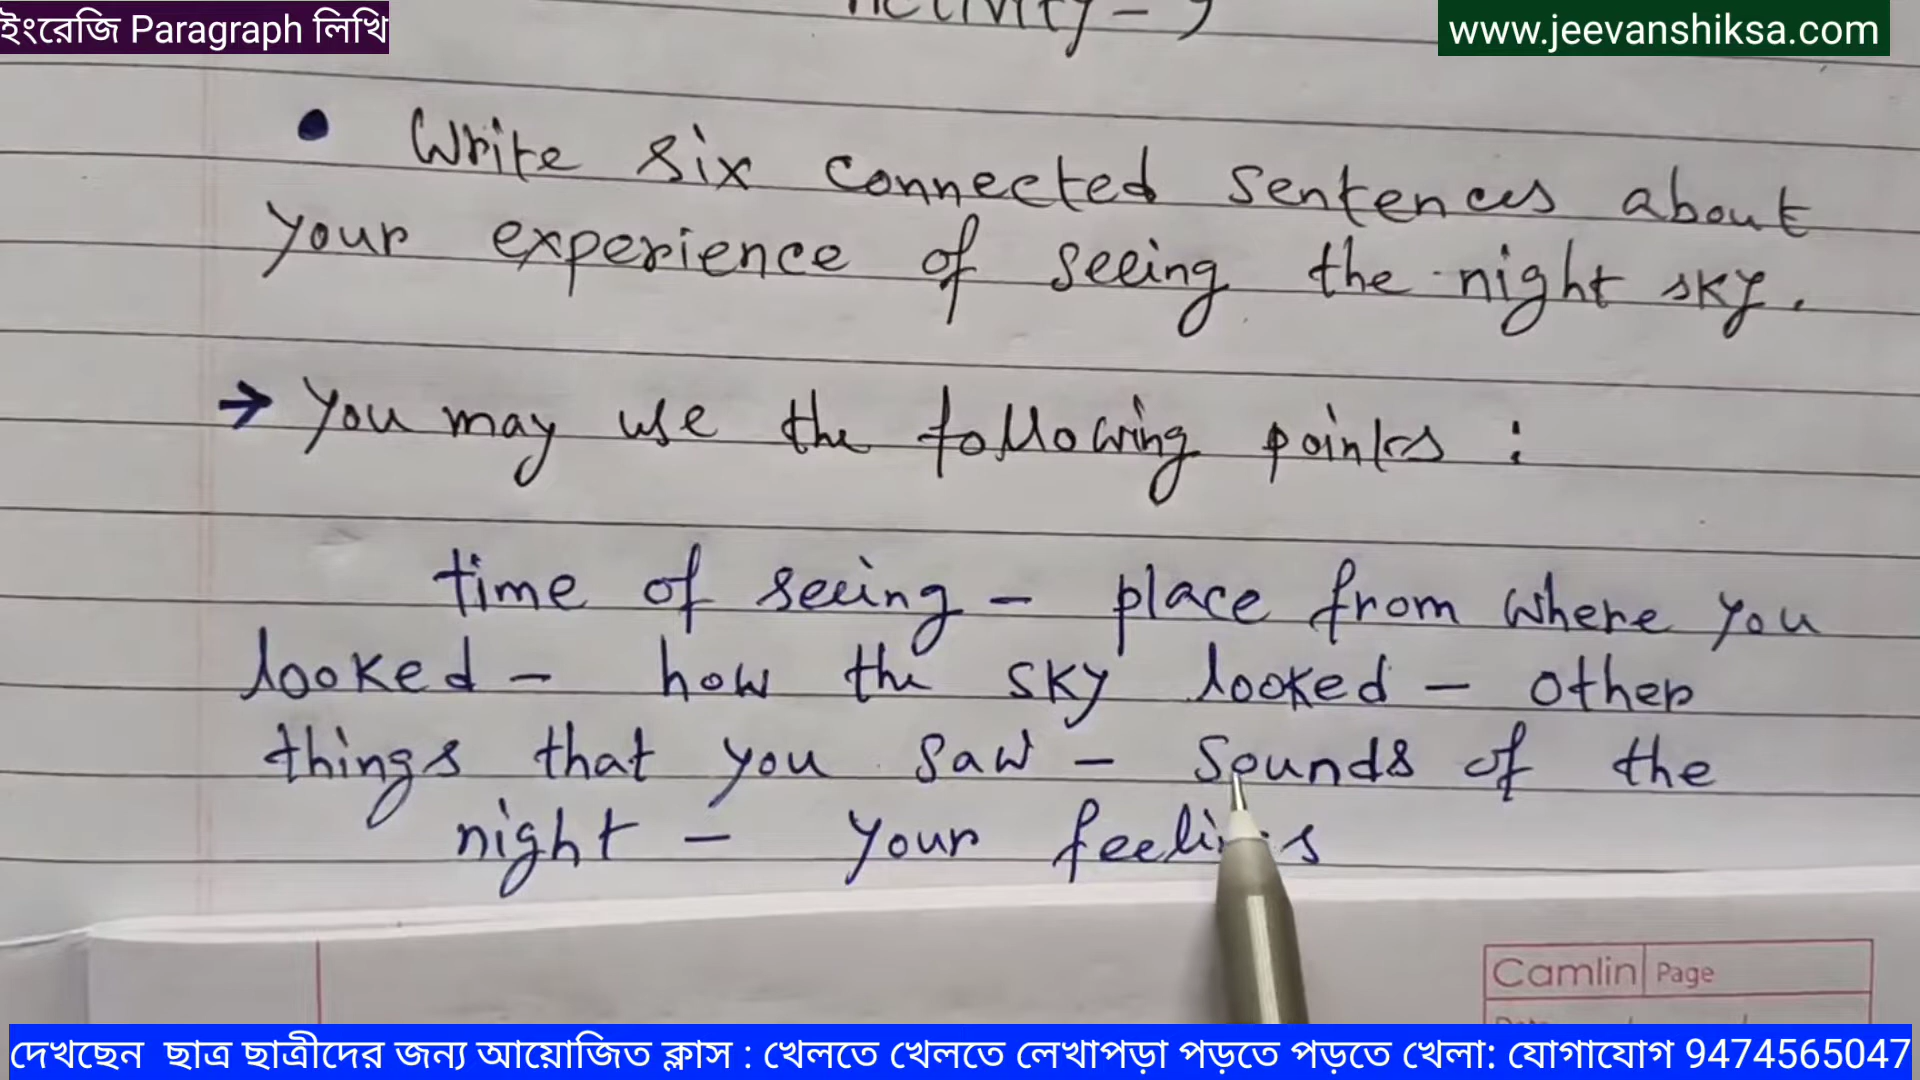 ইংরেজি Paragraph লিখি
www.jeevanshiksa.com
Activity -
• Write six connected sentences about
your experience of seeing the night sky.
→ You may use the following points :
time of seeing - place from where you
looked - how the sky looked - other
things that you saw - sounds of the
night - your feelings
Camlin Page
দেখছেন ছাত্র ছাত্রীদের জন্য আয়োজিত ক্লাস : খেলতে খেলতে লেখাপড়া পড়তে পড়তে খেলা: যোগাযোগ 9474565047